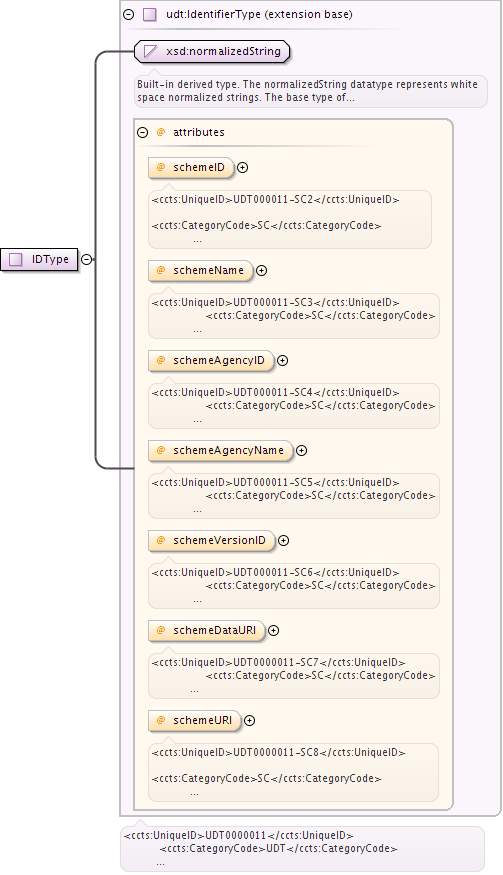 udt:IdentifierType (extension base)
xsd:normalizedString
Built-in derived type. The normalizedString datatype represents white
space normalized strings. The base type of...
@ attributes
@ schemeID
<ccts:UniqueID>UDT000011-SC2</ccts:UniqueID>
<ccts:CategoryCode>SC</ccts:CategoryCode>
...
IDType
@ schemeName
<ccts:UniqueID>UDT000011-SC3</ccts:UniqueID>
<ccts:CategoryCode>SC</ccts:CategoryCode>
...
@ schemeAgencyID
<ccts:UniqueID>UDT000011-SC4</ccts:UniqueID>
<ccts:CategoryCode>SC</ccts:CategoryCode>
...
@ schemeAgencyName
<ccts:UniqueID>UDT000011-SC5</ccts:UniqueID>
<ccts:CategoryCode>SC</ccts:CategoryCode>
...
@ schemeVersionID
<ccts:UniqueID>UDT000011-SC6</ccts:UniqueID>
<ccts:CategoryCode>SC</ccts:CategoryCode>
...
@ schemeDataURI
<ccts:UniqueID>UDT0000011-SC7</ccts:UniqueID>
<ccts:CategoryCode>SC</ccts:CategoryCode>
...
@ schemeURI
<ccts:UniqueID>UDT0000011-SC8</ccts:UniqueID>
<ccts:CategoryCode>SC</ccts:CategoryCode>
...
<ccts:UniqueID>UDT0000011</ccts:UniqueID>
<ccts:CategoryCode>UDT</ccts:CategoryCode>
...